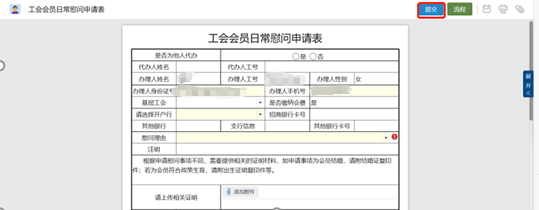 工会会员日常慰问申请表 提交 流程
工会会员日常慰问申请表
是否为他人代办 是 否
代办人姓名 代办人工号
办理人姓名 办理人工号 办理人性别 女
办理人身份证号 办理人手机号
基层工会 是否缴纳会费 是
请选择开户行 招商银行卡号
其他银行 支行信息 其他银行卡号
慰问理由
注明
根据申请慰问事项不同，需要提供相关的证明材料，如申请事项为会员结婚，请附结婚证复印
件；若为会员符合政策生育，请附出生证明复印件等。
请上传相关证明 添加附件
展开